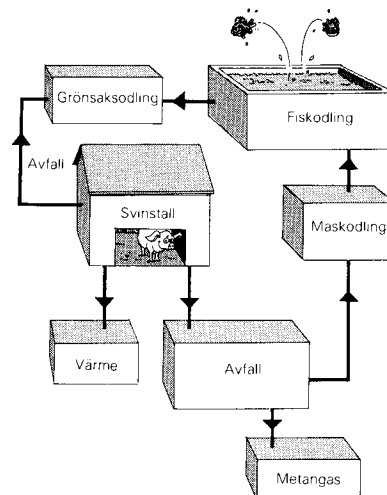 Grönsaksodling
Fiskodling
Avfall
Svinstall
Maskodling
Värme
Avfall
Metangas